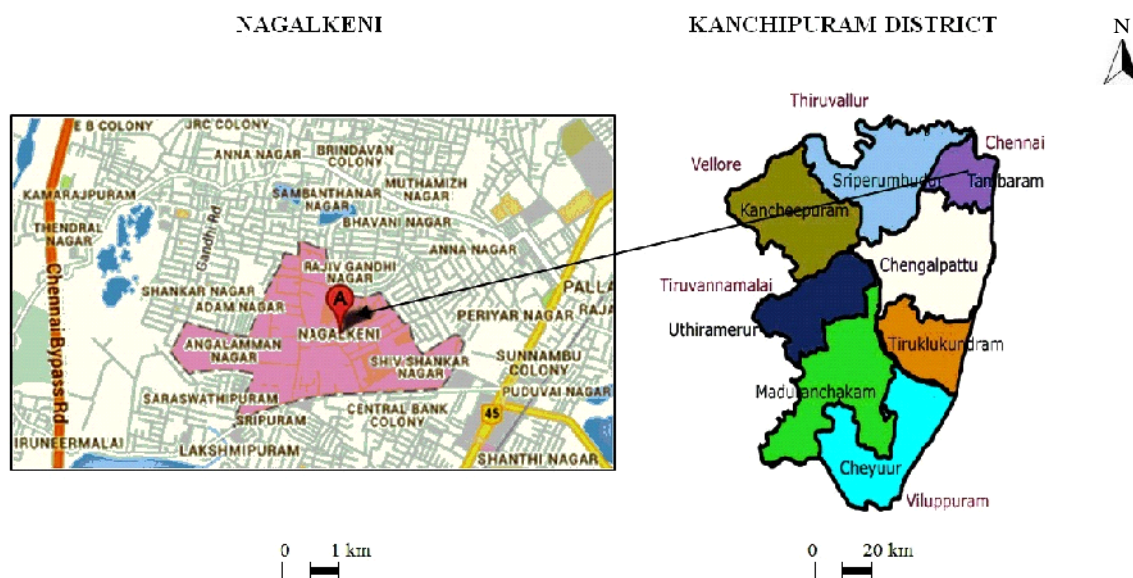 NAGALKENI
KANCHIPURAM DISTRICT
N
E B COLONY
JRC COLONY
ANNA NAGAR
BRINDAVAN
COLONY
KAMARAJPURAM
SAMBANTHANAR
NAGAR
MUTHAMIZH
NAGAR
THENDRAL
NAGAR
Gandhi Rd
BHAVANI NAGAR
ANNA NAGAR
RAJIV GANDHI
NAGAR
SHANKAR NAGAR
ADAM NAGAR
A
PALLA
RAJA
PERIYAR NAGAR
NAGALKENI
Chennai Bypass Rd
ANGALAMMAN
NAGAR
SHIV SHANKAR
NAGAR
SUNNAMBU
COLONY
SARASWATHIPURAM
PUDUVAI NAGAR
CENTRAL BANK
COLONY
SRIPURAM
45
IRUNEERMALAI
LAKSHMIPURAM
SHANTHI NAGAR
Thiruvallur
Chennai
Vellore
Sriperumbudur
Tambaram
Kancheepuram
Chengalpattu
Tiruvannamalai
Uthiramerur
Tiruklukundram
Maduranchakam
Cheyuur
Viluppuram
0 1 km
0 20 km